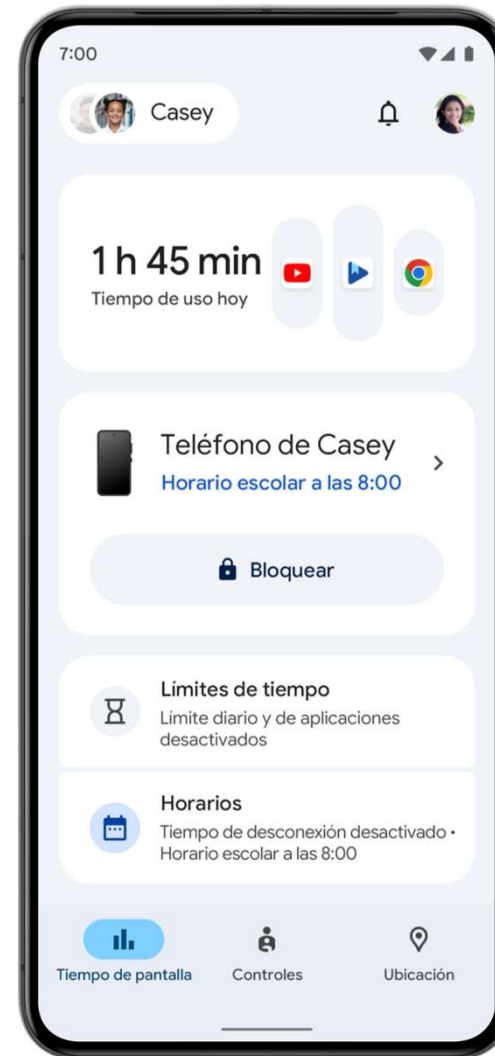 7:00
Casey
1 h 45 min
Tiempo de uso hoy
Teléfono de Casey
Horario escolar a las 8:00
Bloquear
Límites de tiempo
Límite diario y de aplicaciones
desactivados
Horarios
Tiempo de desconexión desactivado •
Horario escolar a las 8:00
Tiempo de pantalla
Controles
Ubicación